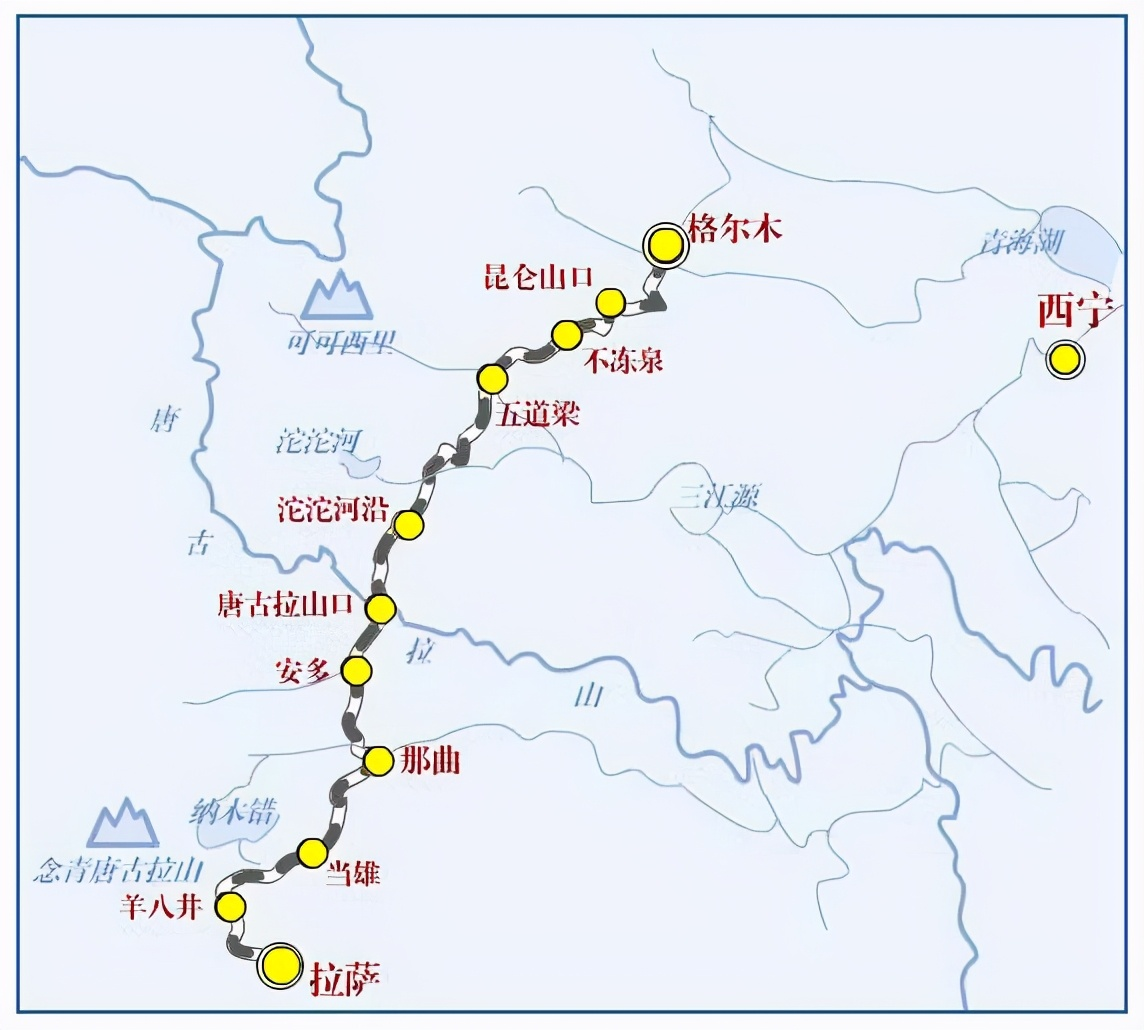 格尔木
青海湖
昆仑山口
西宁
可可西里
不冻泉
五道梁
唐
沱沱河
三江源
沱沱河沿
古
唐古拉山口
拉
安多
山
那曲
纳木错
念青唐古拉山
当雄
羊八井
拉萨